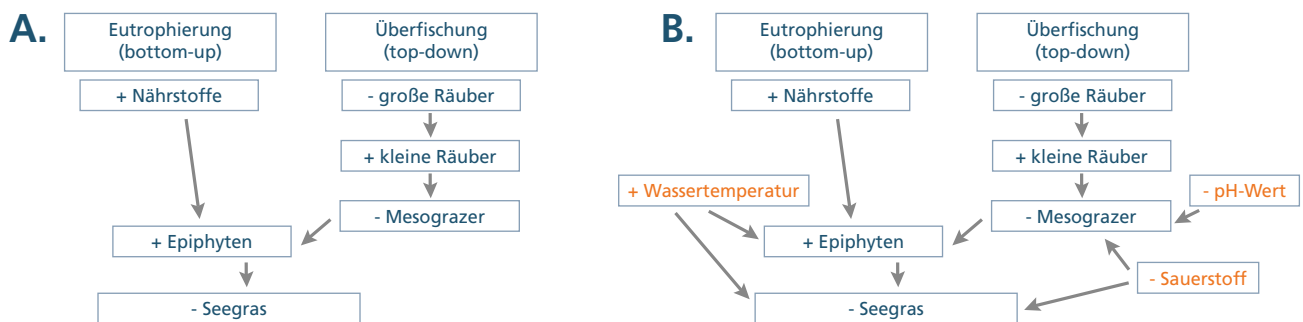 A.
Eutrophierung
(bottom-up)
Überfischung
(top-down)
+ Nährstoffe
- große Räuber
+ kleine Räuber
- Mesograzer
+ Epiphyten
- Seegras
B.
Eutrophierung
(bottom-up)
Überfischung
(top-down)
+ Nährstoffe
- große Räuber
+ kleine Räuber
+ Wassertemperatur
- pH-Wert
- Mesograzer
+ Epiphyten
- Sauerstoff
- Seegras